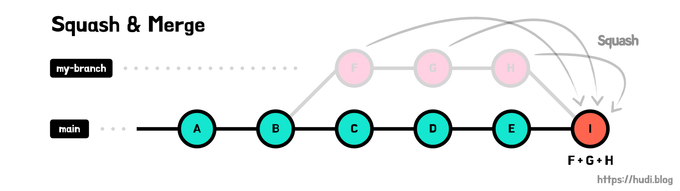 Squash & Merge
Squash
my-branch
F G H
main
A B C D E I
F + G + H
https://hudi.blog